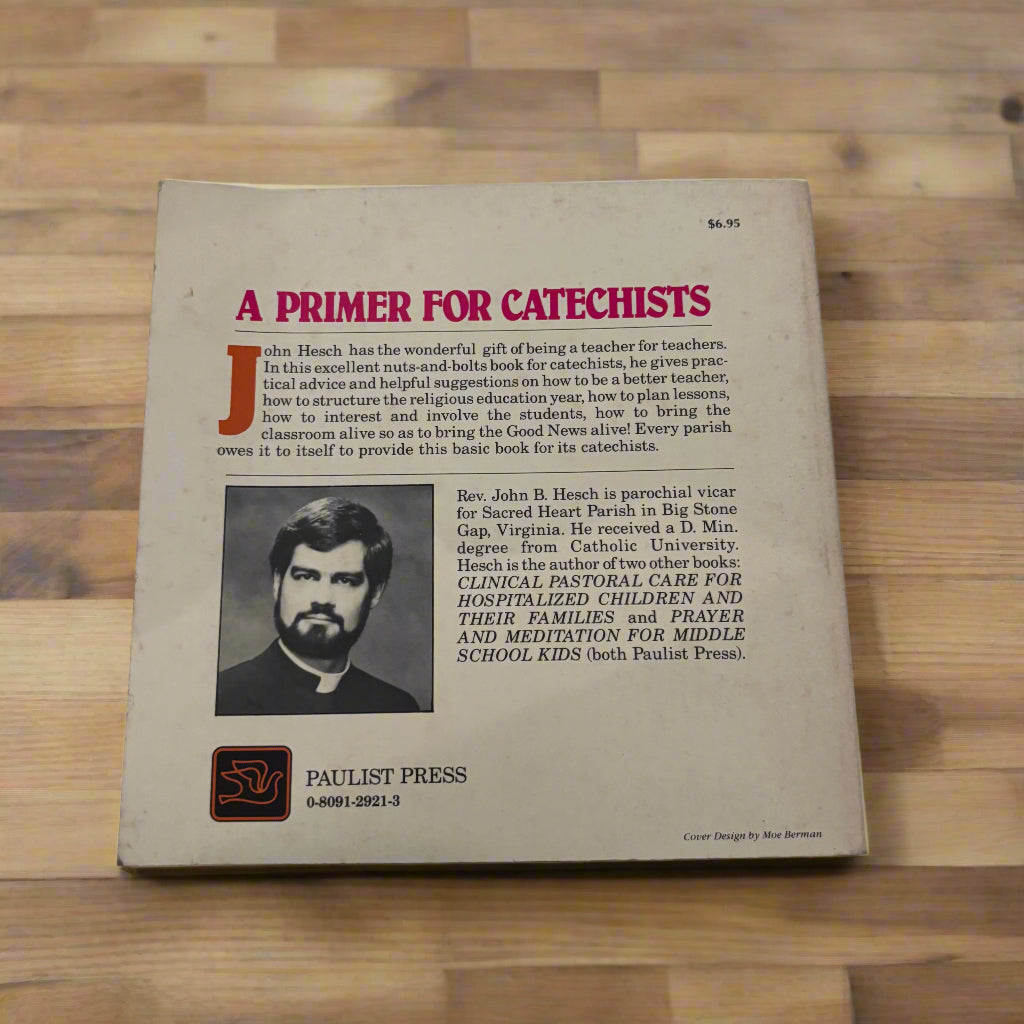 $6.95
A PRIMER FOR CATECHISTS
John Hesch has the wonderful gift of being a teacher for teachers.
In this excellent nuts-and-bolts book for catechists, he gives prac-
tical advice and helpful suggestions on how to be a better teacher,
how to structure the religious education year, how to plan lessons,
how to interest and involve the students, how to bring the
classroom alive so as to bring the Good News alive! Every parish
owes it to itself to provide this basic book for its catechists.
Rev. John B. Hesch is parochial vicar
for Sacred Heart Parish in Big Stone
Gap, Virginia. He received a D. Min.
degree from Catholic University.
Hesch is the author of two other books:
CLINICAL PASTORAL CARE FOR
HOSPITALIZED CHILDREN AND
THEIR FAMILIES and PRAYER
AND MEDITATION FOR MIDDLE
SCHOOL KIDS (both Paulist Press).
PAULIST PRESS
0-8091-2921-3
Cover Design by Moe Berman